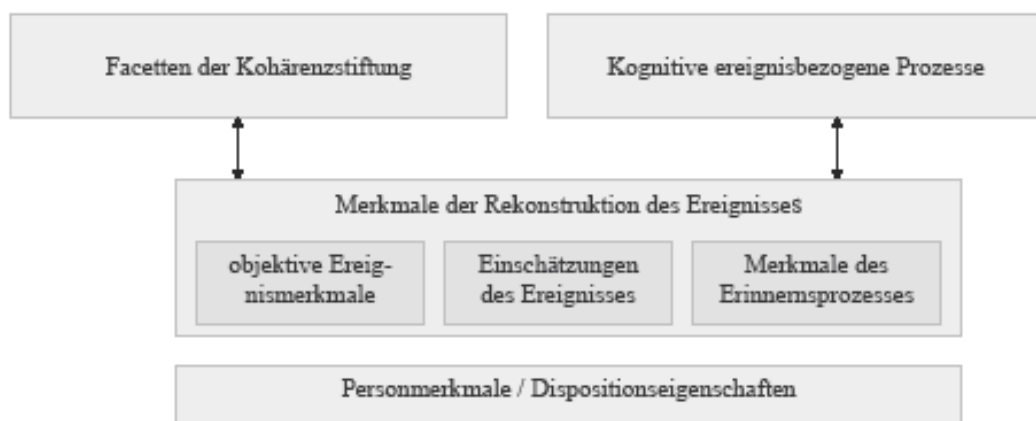 Facetten der Kohärenzstiftung
Kognitive ereignisbezogene Prozesse
Merkmale der Rekonstruktion des Ereignisses
objektive Ereig-
nismerkmale
Einschätzungen
des Ereignisses
Merkmale des
Erinnernsprozesses
Personmerkmale / Dispositionseigenschaften